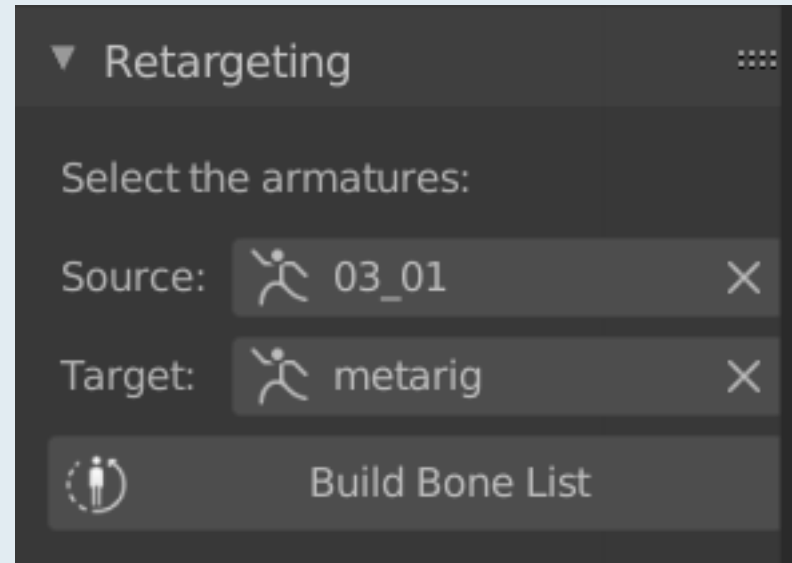 Retargeting
Select the armatures:
Source: 03_01
Target: metarig
Build Bone List